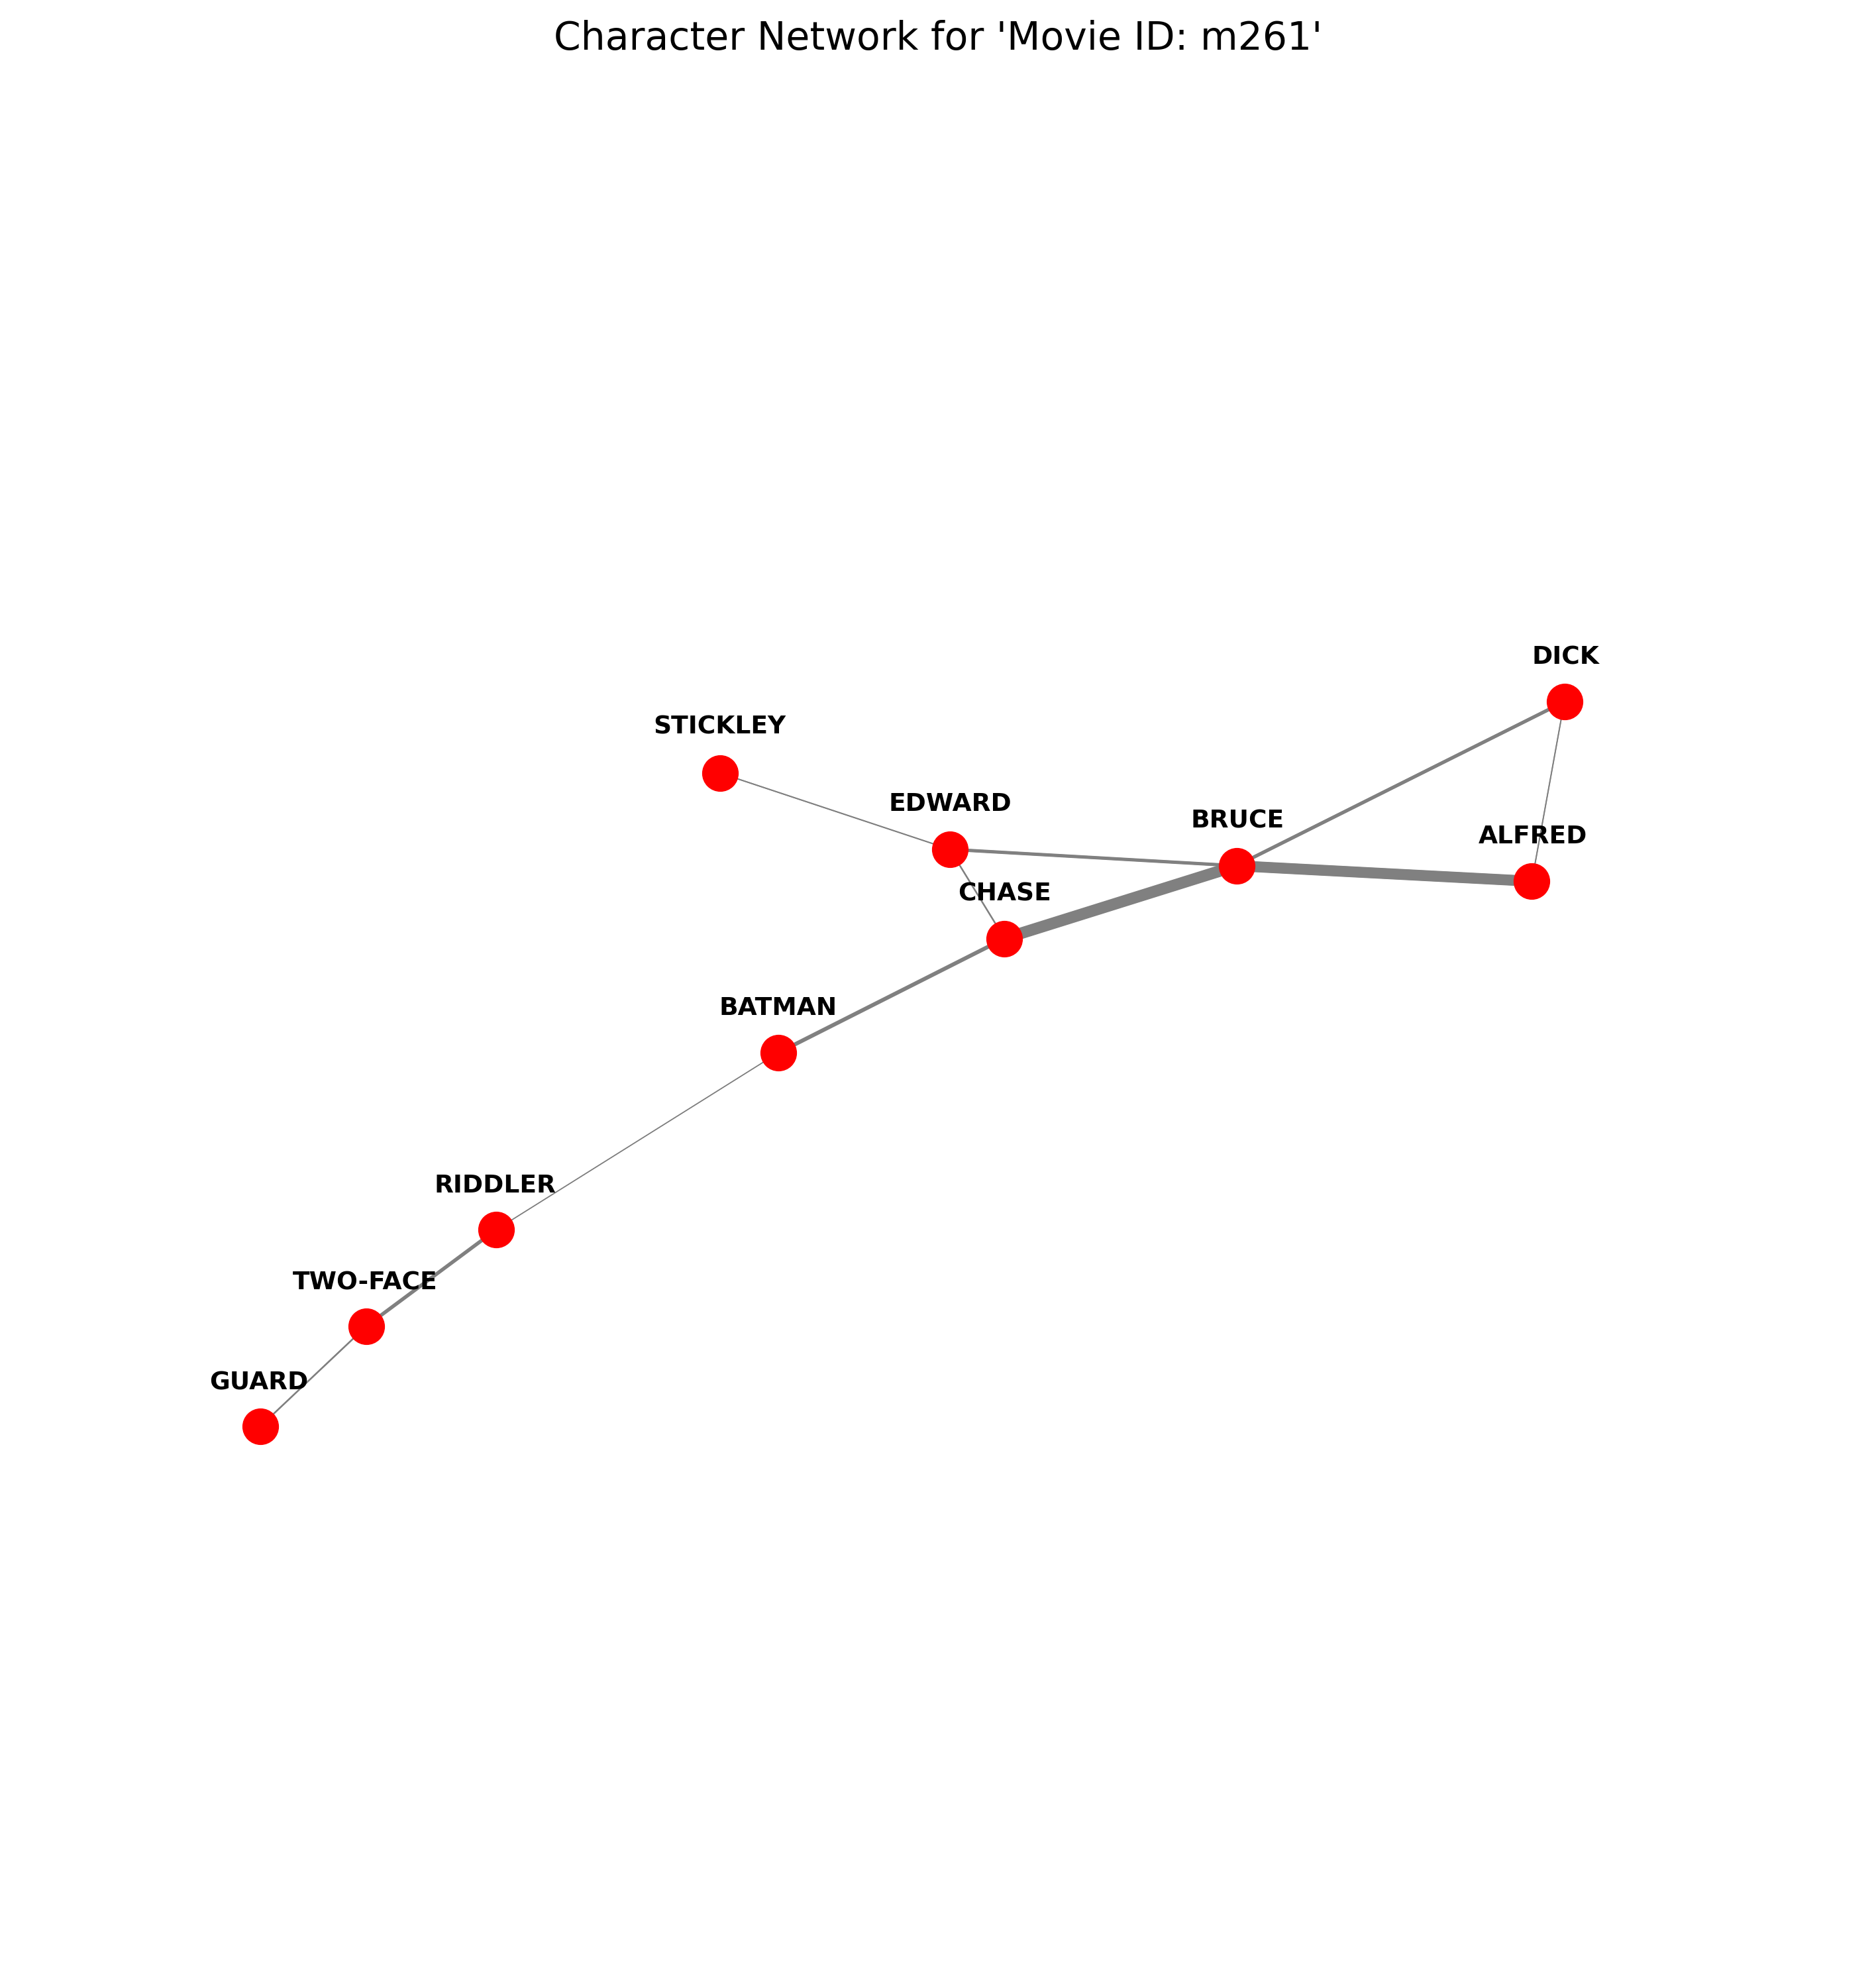 Character Network for 'Movie ID: m261'
DICK
STICKLEY
EDWARD
BRUCE
ALFRED
CHASE
BATMAN
RIDDLER
TWO-FACE
GUARD